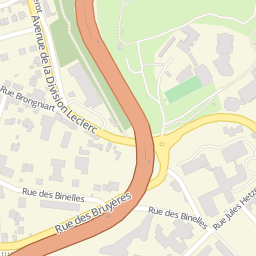 erot
Avenue de la Division Leclerc
Rue Brongniart
Rue des Binelles
Rue des Bruyères
Rue des Binelles
Rue Jules Hetze